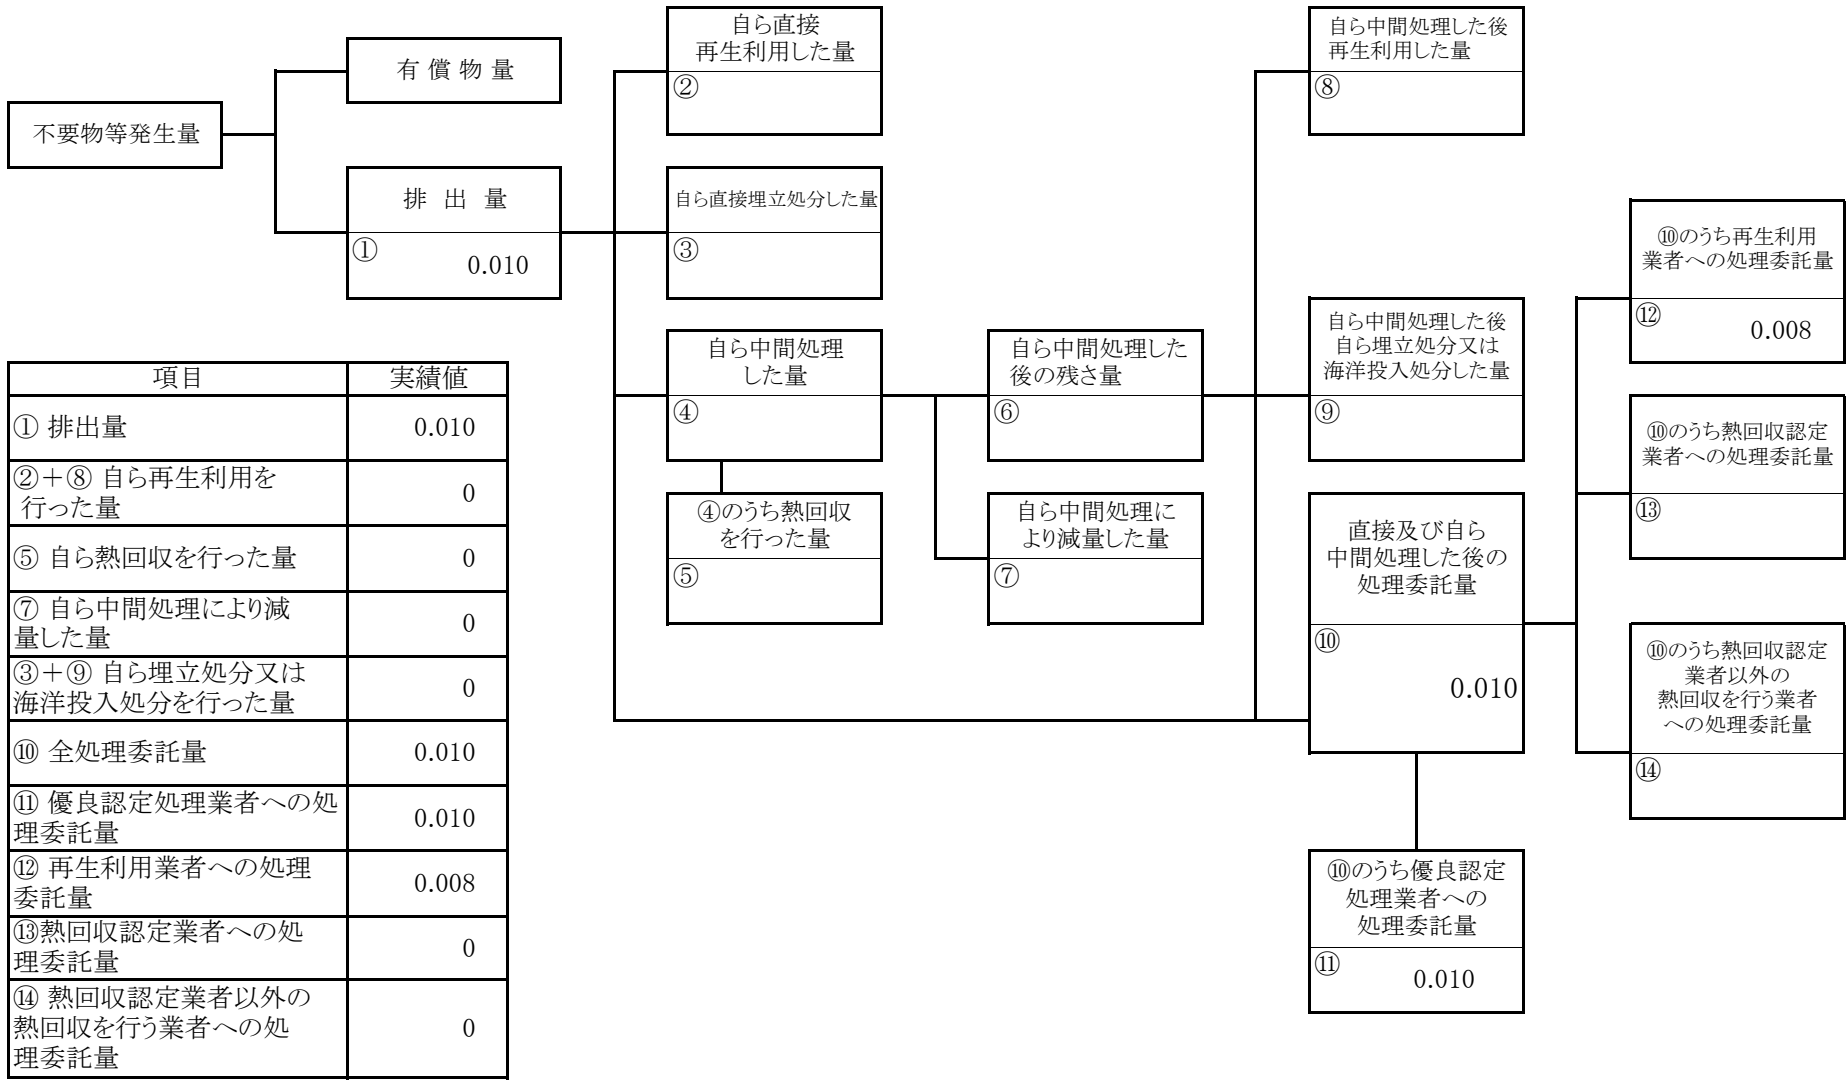 自ら直接
再生利用した量
②
自ら中間処理した後
再生利用した量
⑧
有 償 物 量
不要物等発生量
排 出 量
①
0.010
自ら直接埋立処分した量
③
⑩のうち再生利用
業者への処理委託量
⑫
0.008
自ら中間処理
した量
④
自ら中間処理した
後の残さ量
⑥
自ら中間処理した後
自ら埋立処分又は
海洋投入処分した量
⑨
⑩のうち熱回収認定
業者への処理委託量
⑬
④のうち熱回収
を行った量
⑤
自ら中間処理に
より減量した量
⑦
直接及び自ら
中間処理した後の
処理委託量
⑩
0.010
⑩のうち熱回収認定
業者以外の
熱回収を行う業者
への処理委託量
⑭
⑩のうち優良認定
処理業者への
処理委託量
⑪
0.010
項目 実績値
① 排出量 0.010
②＋⑧ 自ら再生利用を
行った量 0
⑤ 自ら熱回収を行った量 0
⑦ 自ら中間処理により減
量した量 0
③＋⑨ 自ら埋立処分又は
海洋投入処分を行った量 0
⑩ 全処理委託量 0.010
⑪ 優良認定処理業者への処
理委託量 0.010
⑫ 再生利用業者への処理
委託量 0.008
⑬熱回収認定業者への処
理委託量 0
⑭ 熱回収認定業者以外の
熱回収を行う業者への処
理委託量 0